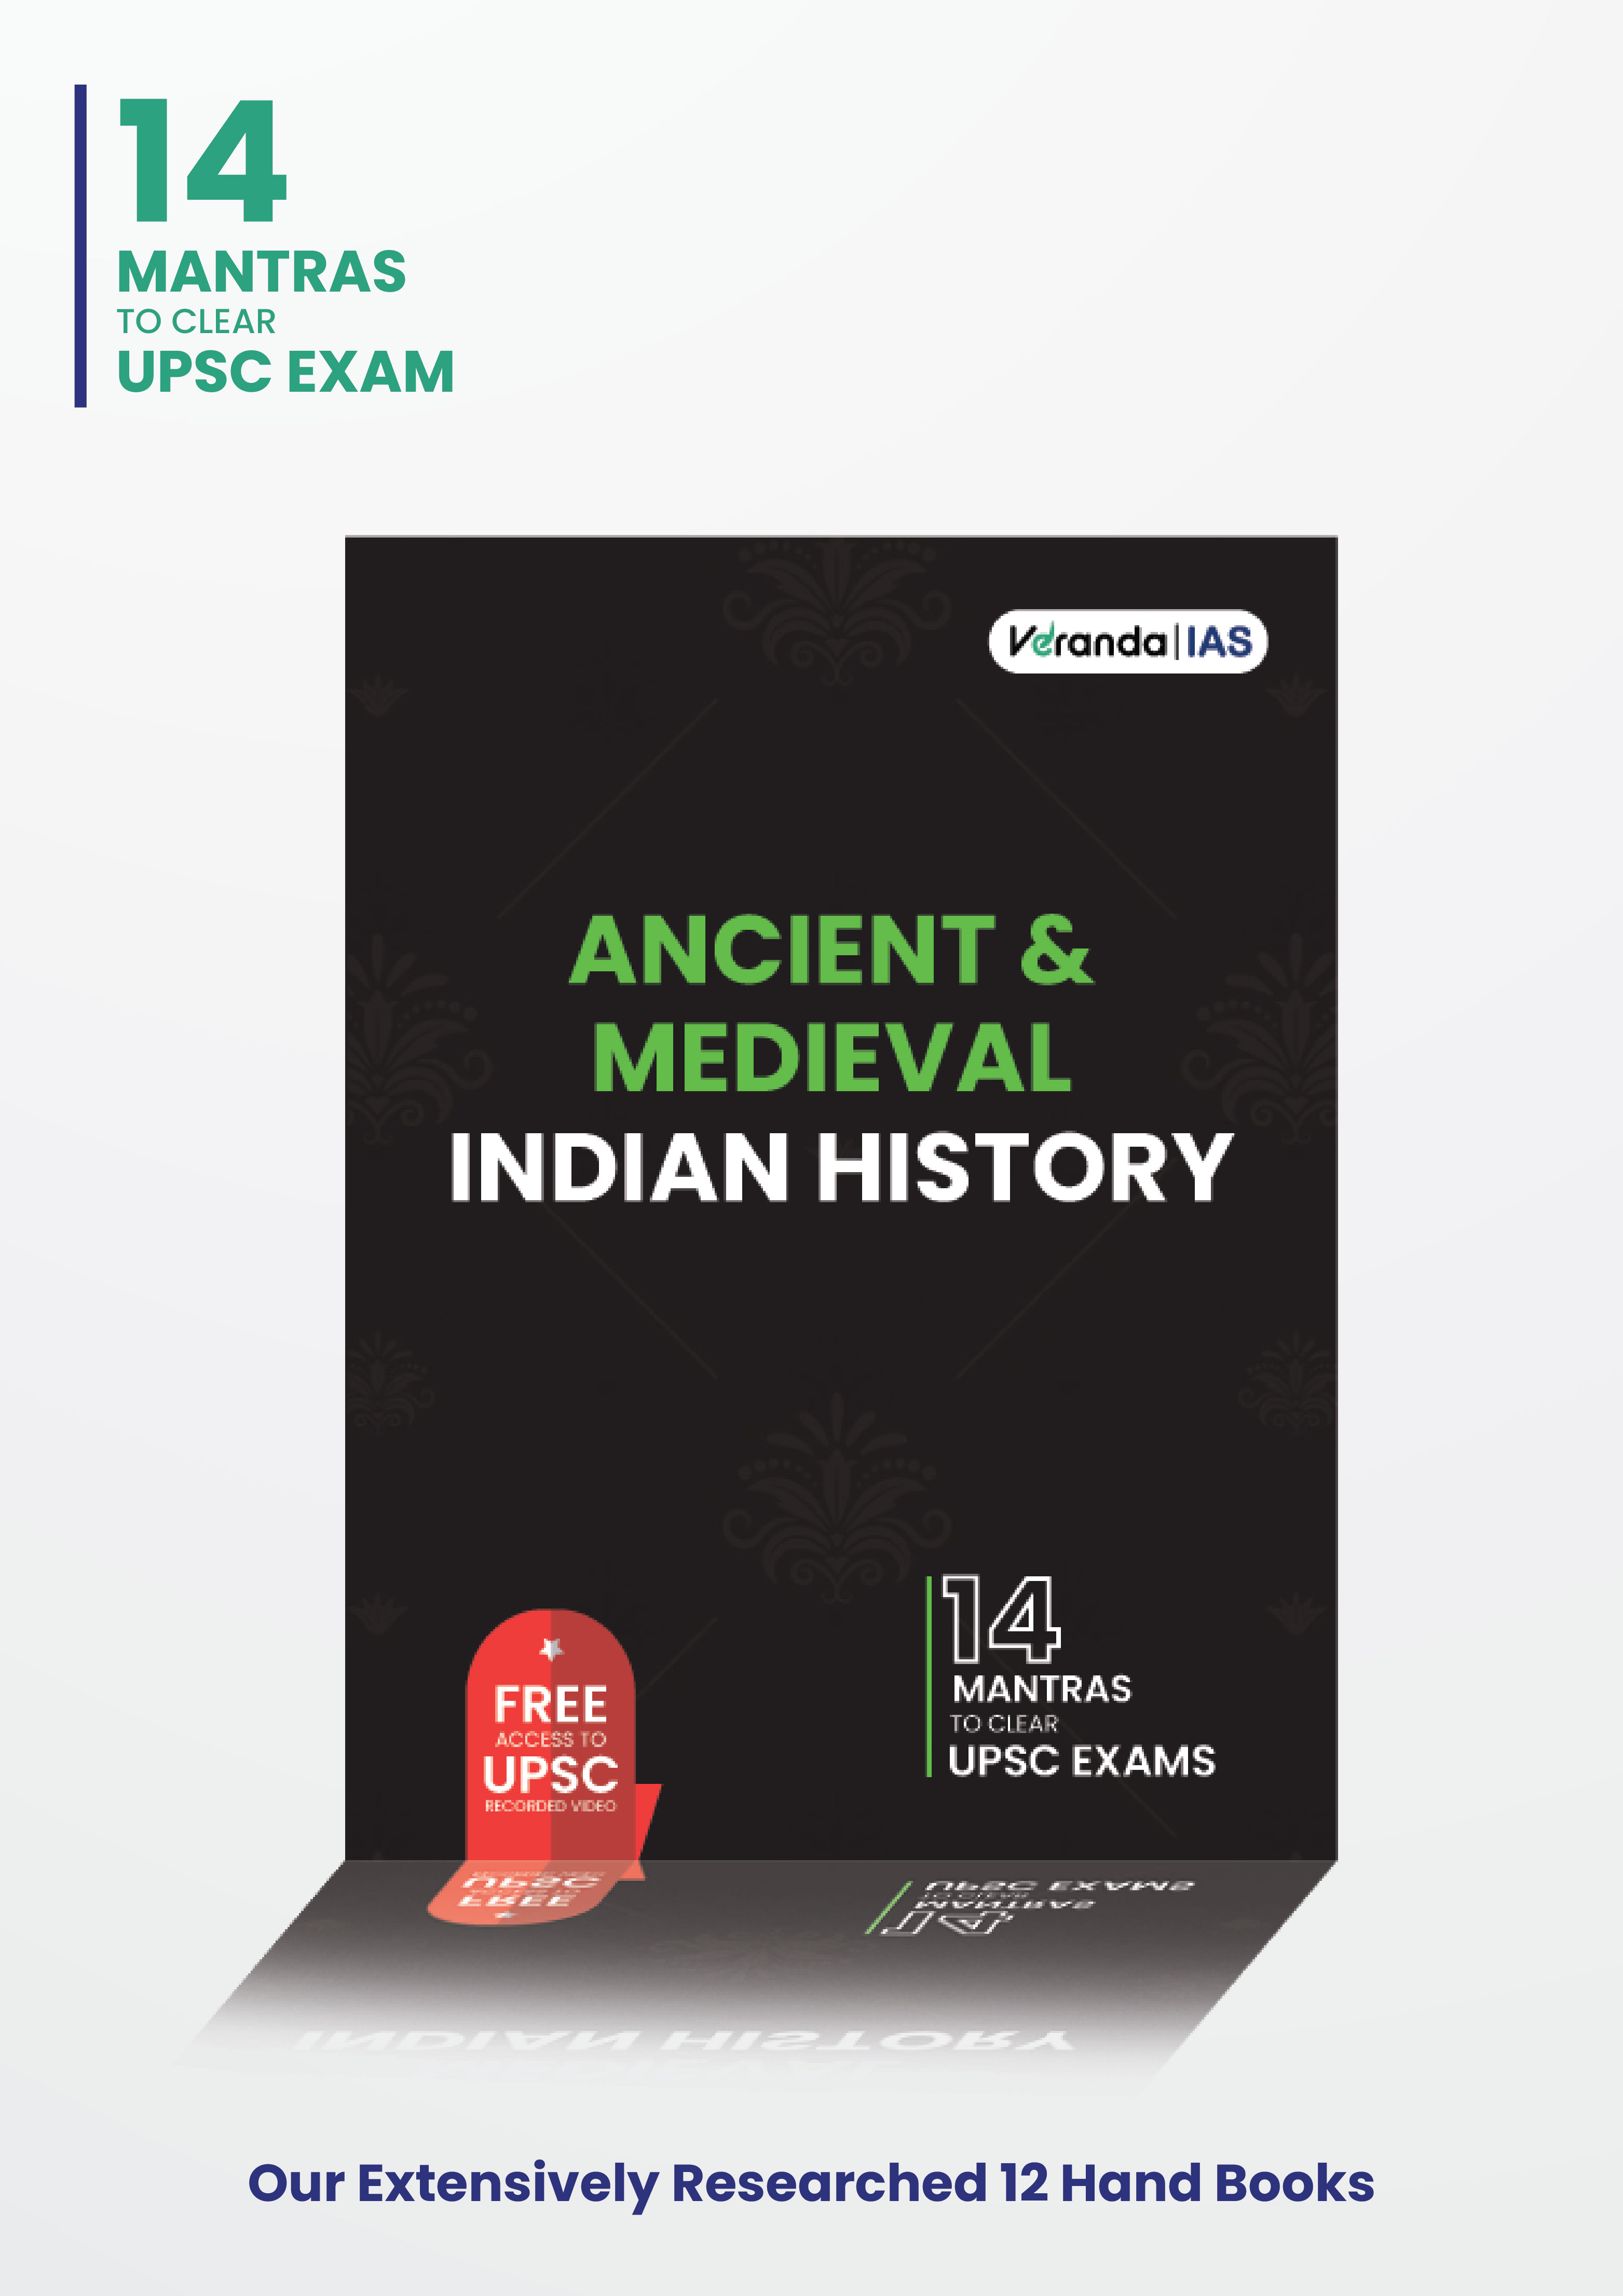 14
MANTRAS
TO CLEAR
UPSC EXAM
Veranda|IAS
ANCIENT &
MEDIEVAL
INDIAN HISTORY
FREE
ACCESS TO
UPSC
RECORDED VIDEO
14
MANTRAS
TO CLEAR
UPSC EXAMS
Our Extensively Researched 12 Hand Books